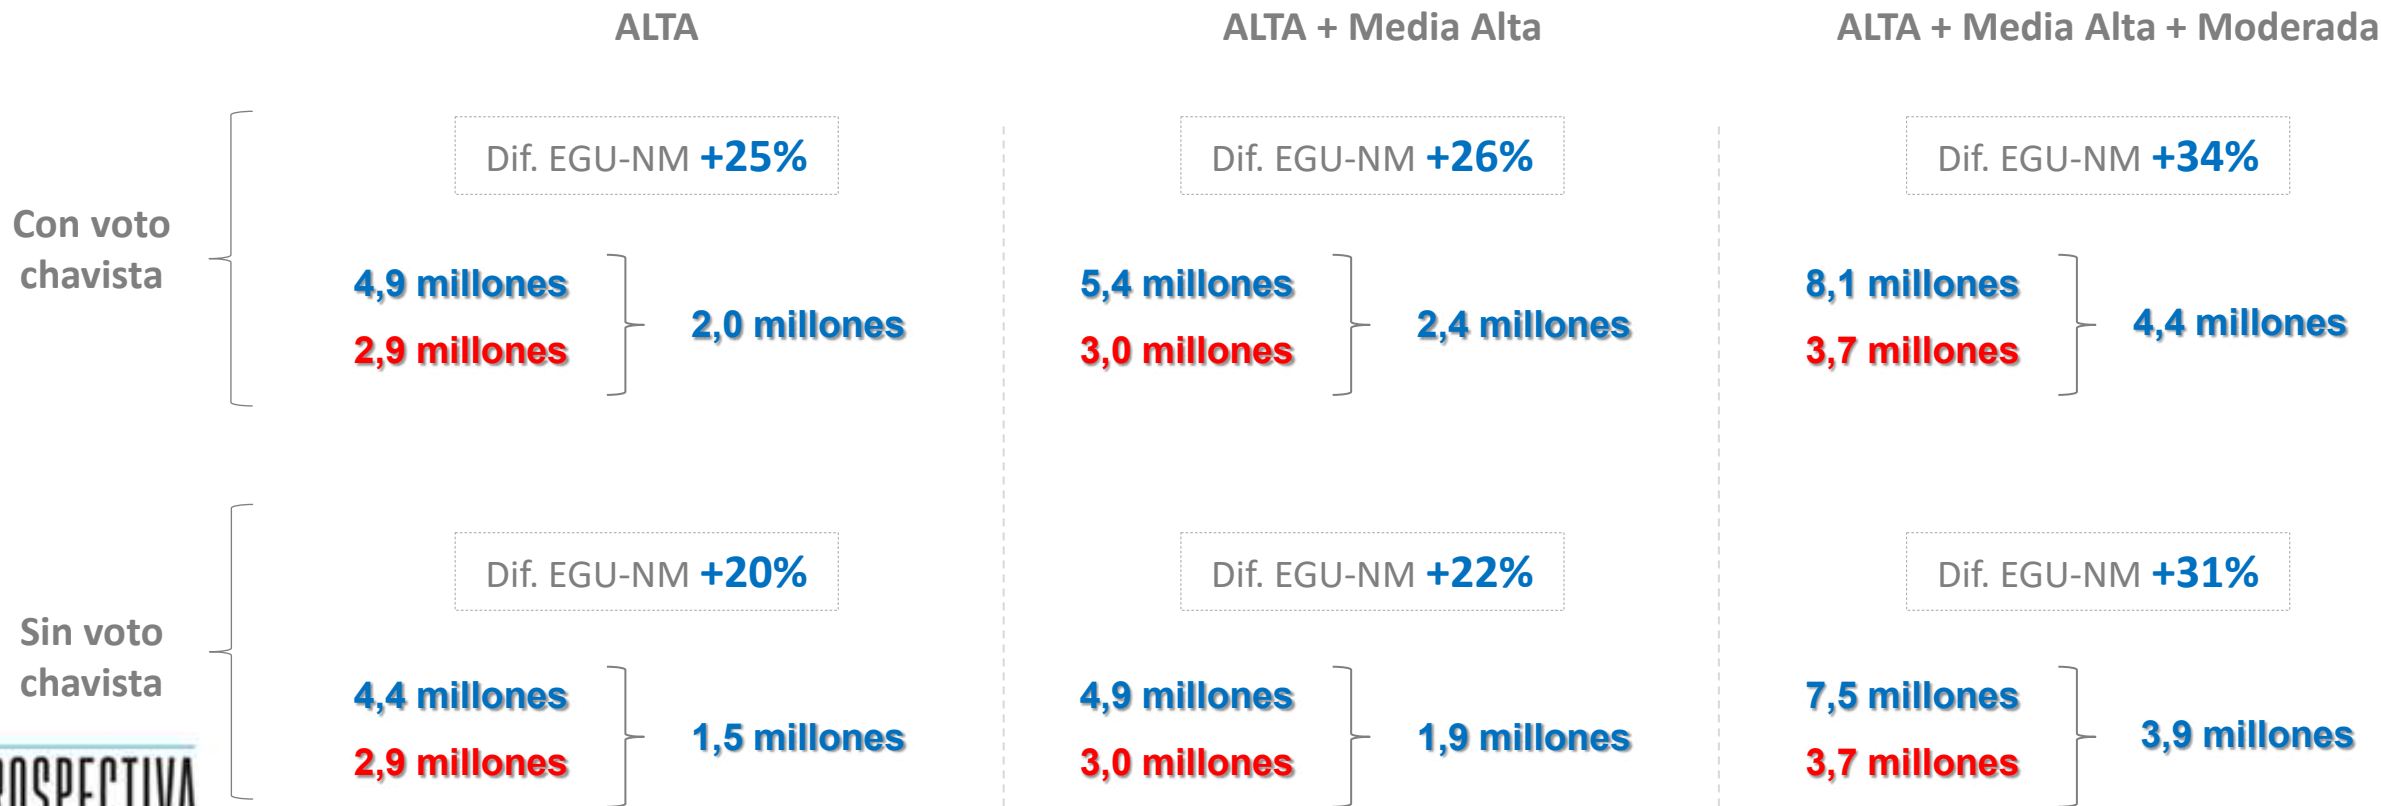 ALTA
ALTA + Media Alta
ALTA + Media Alta + Moderada
Con voto
chavista
Dif. EGU-NM +25%
4,9 millones
2,9 millones
2,0 millones
Dif. EGU-NM +26%
5,4 millones
3,0 millones
2,4 millones
Dif. EGU-NM +34%
8,1 millones
3,7 millones
4,4 millones
Sin voto
chavista
Dif. EGU-NM +20%
4,4 millones
2,9 millones
1,5 millones
Dif. EGU-NM +22%
4,9 millones
3,0 millones
1,9 millones
Dif. EGU-NM +31%
7,5 millones
3,7 millones
3,9 millones
ROSPECTIVA